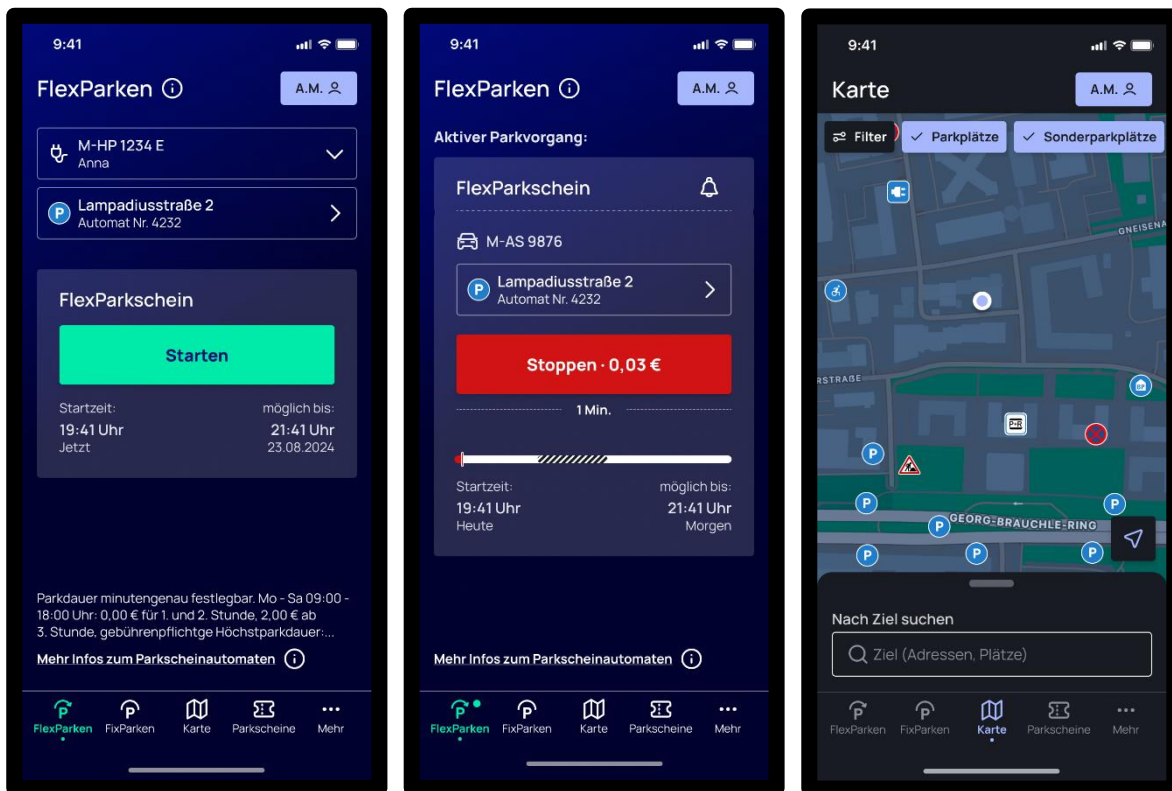 9:41
FlexParken
A.M.
M-HP 1234 E
Anna
P
Lampadiusstraße 2
Automat Nr. 4232
FlexParkschein
Starten
Startzeit:
möglich bis:
19:41 Uhr
21:41 Uhr
Jetzt
23.08.2024
Parkdauer minutengenau festlegbar. Mo - Sa 09:00 -
18:00 Uhr: 0,00 € für 1. und 2. Stunde, 2,00 € ab
3. Stunde, gebührenpflichtge Höchstparkdauer:...
Mehr Infos zum Parkscheinautomaten
FlexParken
FixParken
Karte
Parkscheine
Mehr
9:41
FlexParken
A.M.
Aktiver Parkvorgang:
FlexParkschein
M-AS 9876
P
Lampadiusstraße 2
Automat Nr. 4232
Stoppen · 0,03 €
1 Min.
Startzeit:
möglich bis:
19:41 Uhr
21:41 Uhr
Heute
Morgen
Mehr Infos zum Parkscheinautomaten
FlexParken
FixParken
Karte
Parkscheine
Mehr
9:41
Karte
A.M.
Filter
Parkplätze
Sonderparkplätze
GNEISENA
RSTRAßE
P+R
P
P
P
GEORG-BRAUCHLE-RING
P
P
P
P
Nach Ziel suchen
Ziel (Adressen, Plätze)
FlexParken
FixParken
Karte
Parkscheine
Mehr